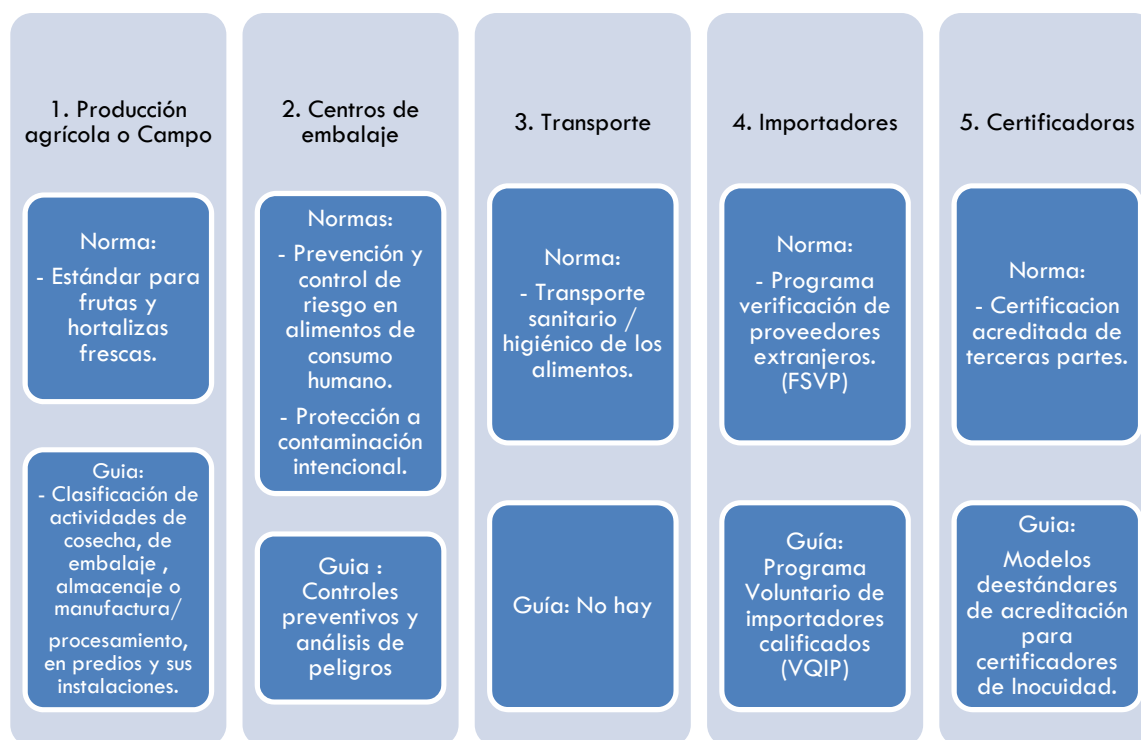 1. Producción
agrícola o Campo
Norma:
- Estándar para
frutas y
hortalizas
frescas.
Guia:
- Clasificación de
actividades de
cosecha, de
embalaje ,
almacenaje o
manufactura/
procesamiento,
en predios y sus
instalaciones.
2. Centros de
embalaje
Normas:
- Prevención y
control de
riesgo en
alimentos de
consumo
humano.
- Protección a
contaminación
intencional.
Guia :
Controles
preventivos y
análisis de
peligros
3. Transporte
Norma:
- Transporte
sanitario /
higiénico de los
alimentos.
Guía: No hay
4. Importadores
Norma:
- Programa
verificación de
proveedores
extranjeros.
(FSVP)
Guía:
Programa
Voluntario de
importadores
calificados
(VQIP)
5. Certificadoras
Norma:
- Certificacion
acreditada de
terceras partes.
Guia:
Modelos
deestándares
de acreditación
para
certificadores
de Inocuidad.